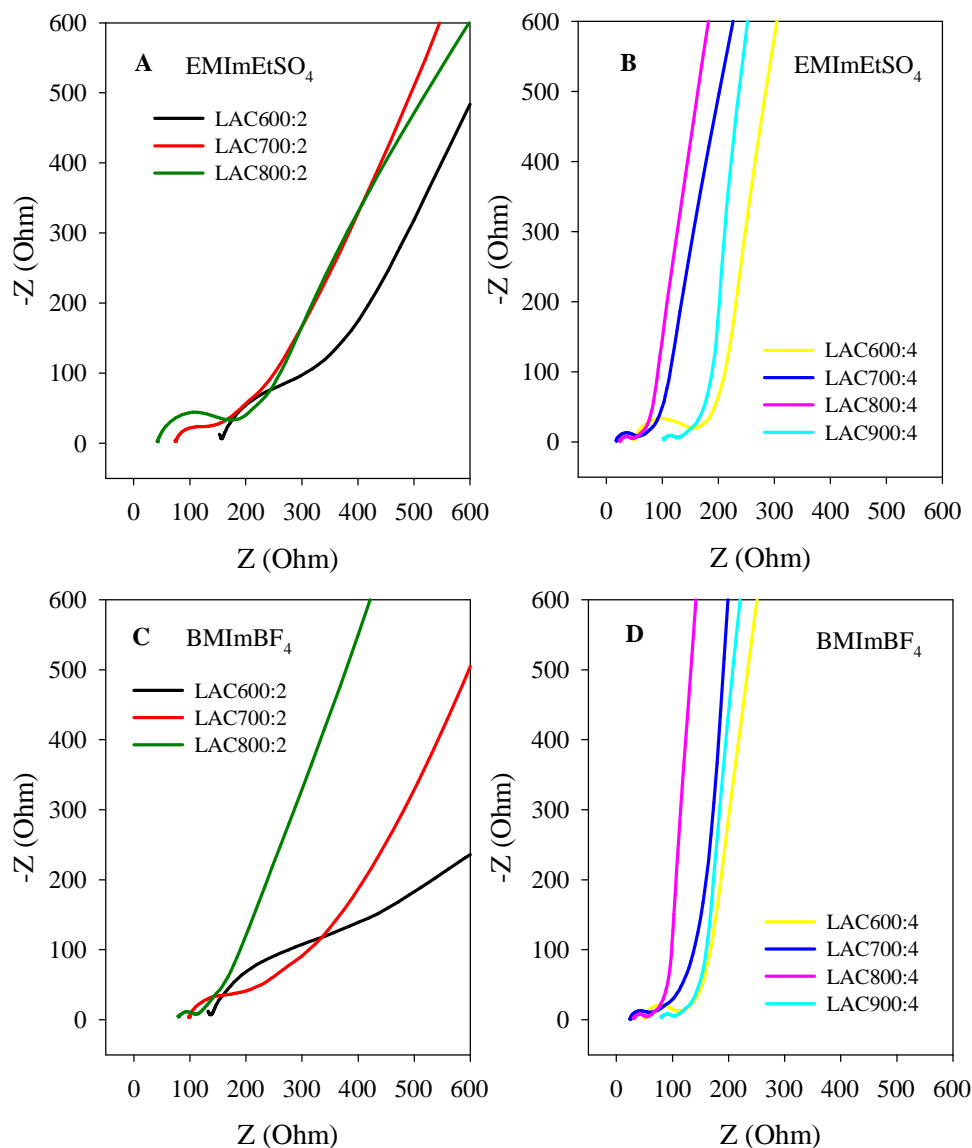 A EMImEtSO4
LAC600:2
LAC700:2
LAC800:2
-Z (Ohm)
600
500
400
300
200
100
0
0 100 200 300 400 500 600
Z (Ohm)
B EMImEtSO4
LAC600:4
LAC700:4
LAC800:4
LAC900:4
-Z (Ohm)
600
500
400
300
200
100
0
0 100 200 300 400 500 600
Z (Ohm)
C BMImBF4
LAC600:2
LAC700:2
LAC800:2
-Z (Ohm)
600
500
400
300
200
100
0
0 100 200 300 400 500 600
Z (Ohm)
D BMImBF4
LAC600:4
LAC700:4
LAC800:4
LAC900:4
-Z (Ohm)
600
500
400
300
200
100
0
0 100 200 300 400 500 600
Z (Ohm)